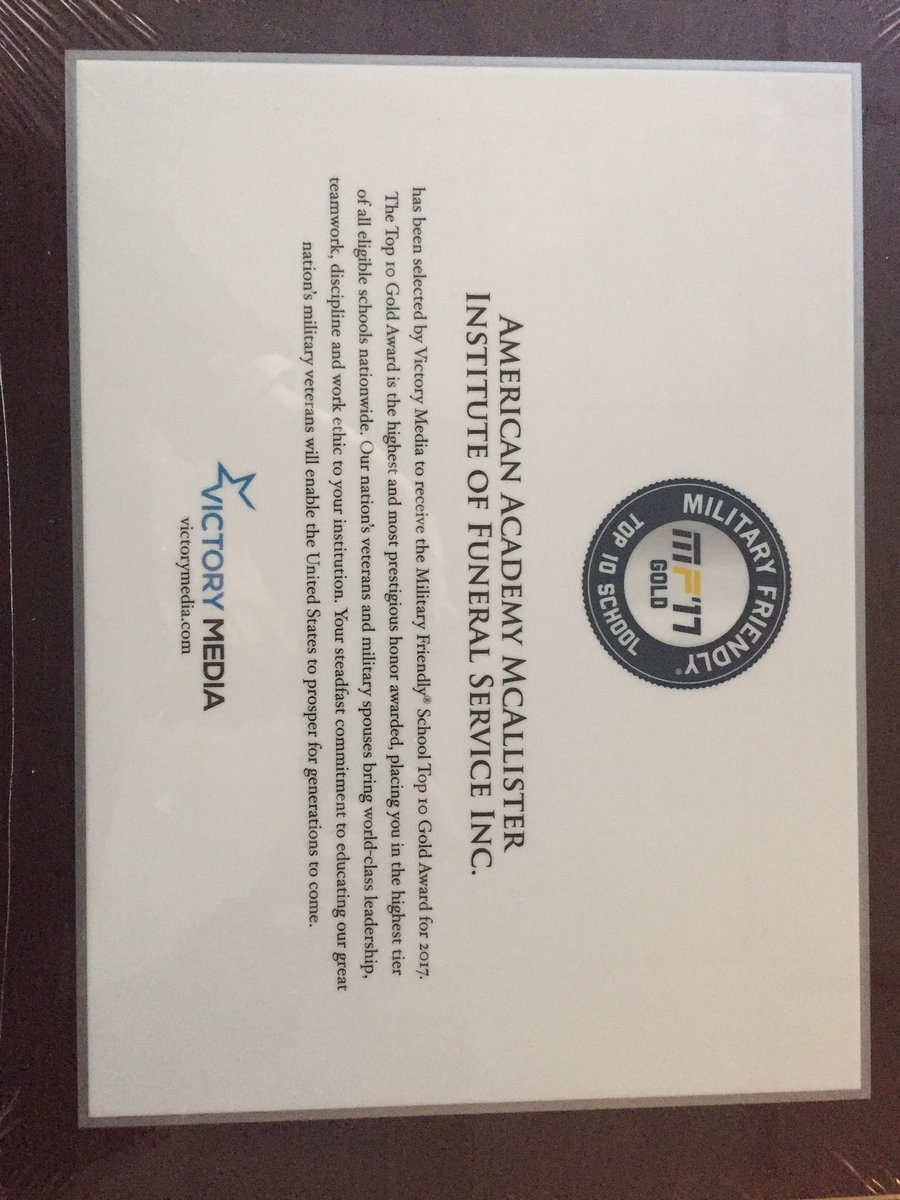 MILITARY FRIENDLY®
MF'17
GOLD
TOP 10 SCHOOL
AMERICAN ACADEMY MCALLISTER
INSTITUTE OF FUNERAL SERVICE INC.
has been selected by Victory Media to receive the Military Friendly® School Top 10 Gold Award for 2017.
The Top 10 Gold Award is the highest and most prestigious honor awarded, placing you in the highest tier
of all eligible schools nationwide. Our nation's veterans and military spouses bring world-class leadership,
teamwork, discipline and work ethic to your institution. Your steadfast commitment to educating our great
nation's military veterans will enable the United States to prosper for generations to come.
VICTORY MEDIA
victorymedia.com